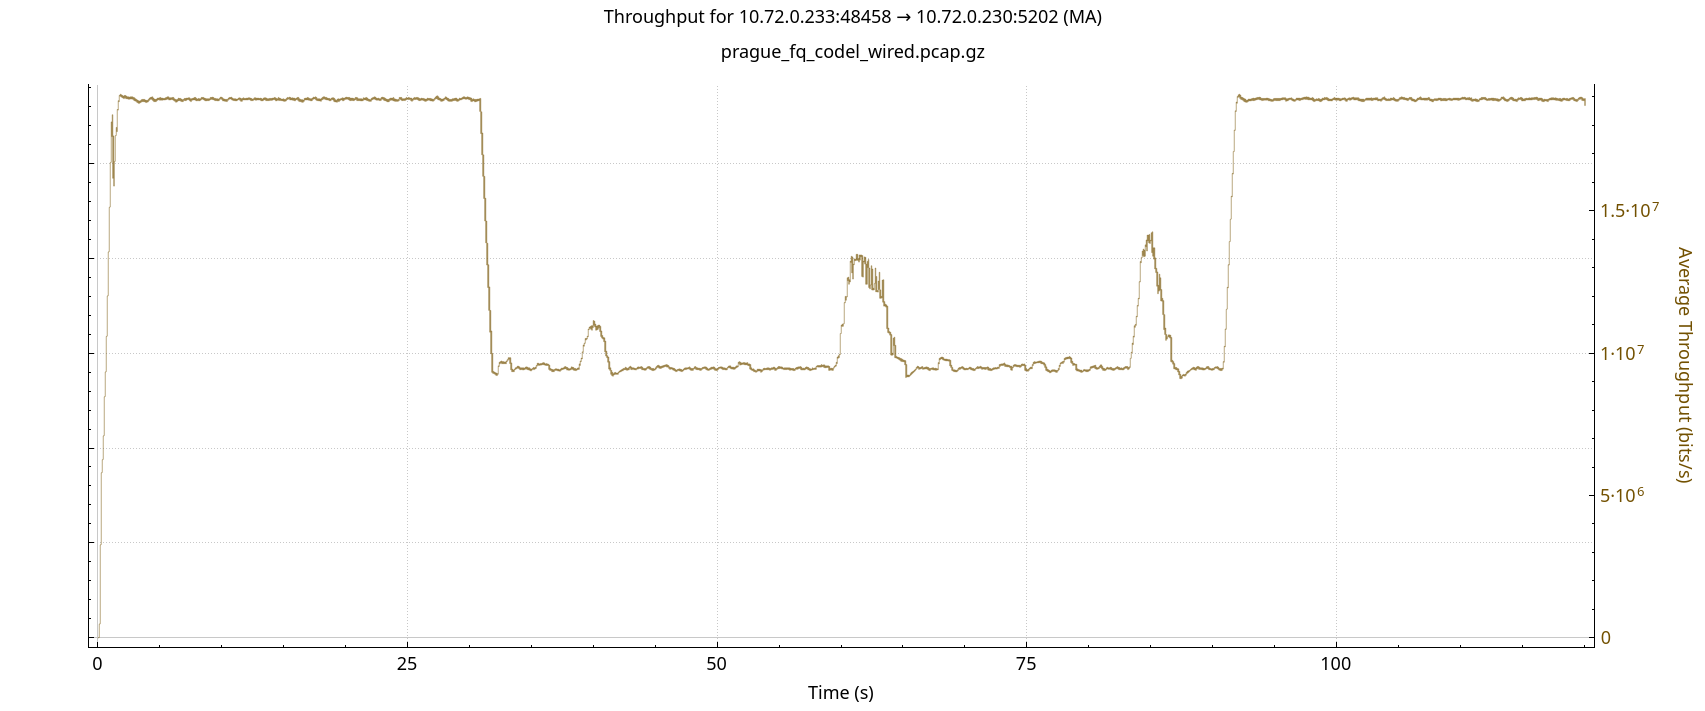 Throughput for 10.72.0.233:48458 → 10.72.0.230:5202 (MA)
prague_fq_codel_wired.pcap.gz
1.5·10⁷
1·10⁷
5·10⁶
0
Average Throughput (bits/s)
0 25 50 75 100
Time (s)